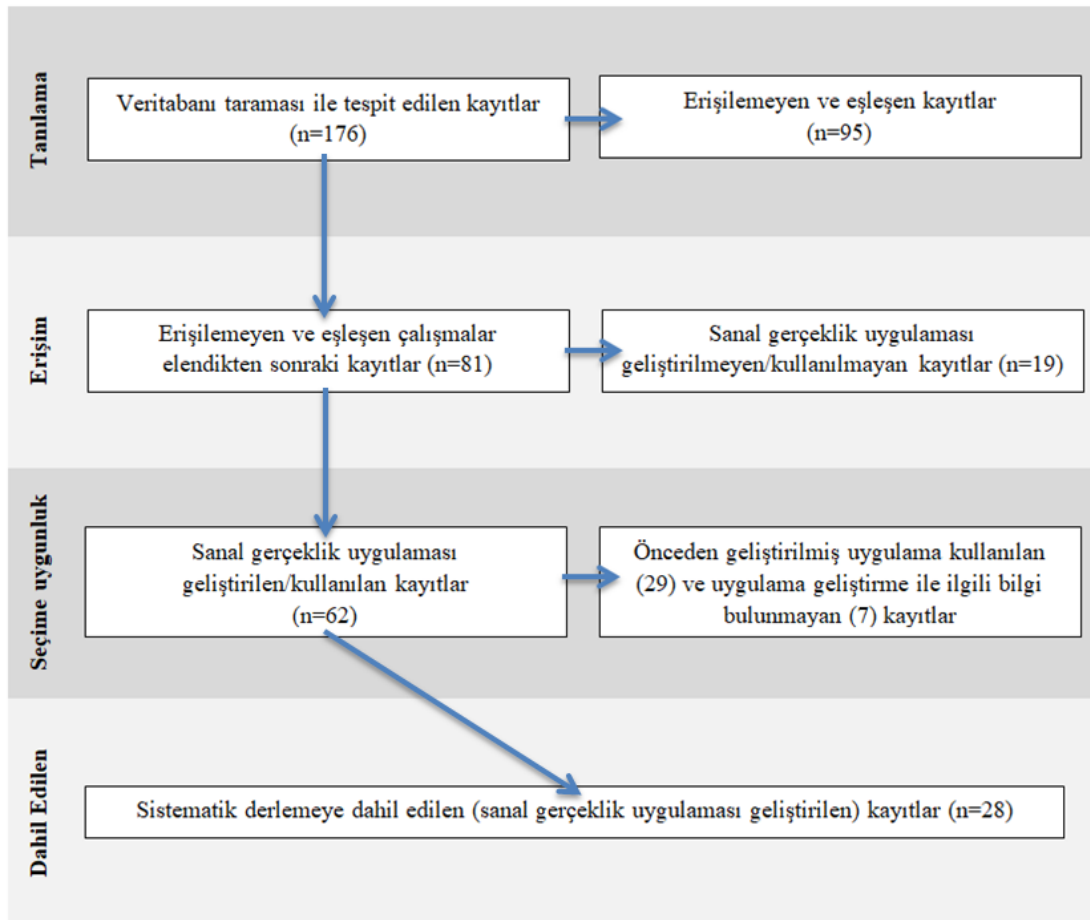 Tanılama
Veritabanı taraması ile tespit edilen kayıtlar
(n=176)
Erişilemeyen ve eşleşen kayıtlar
(n=95)
Erişim
Erişilemeyen ve eşleşen çalışmalar
elendikten sonraki kayıtlar (n=81)
Sanal gerçeklik uygulaması
geliştirilmeyen/kullanılmayan kayıtlar (n=19)
Seçime uygunluk
Sanal gerçeklik uygulaması
geliştirilen/kullanılan kayıtlar
(n=62)
Önceden geliştirilmiş uygulama kullanılan
(29) ve uygulama geliştirme ile ilgili bilgi
bulunmayan (7) kayıtlar
Dahil Edilen
Sistematik derlemeye dahil edilen (sanal gerçeklik uygulaması geliştirilen) kayıtlar (n=28)